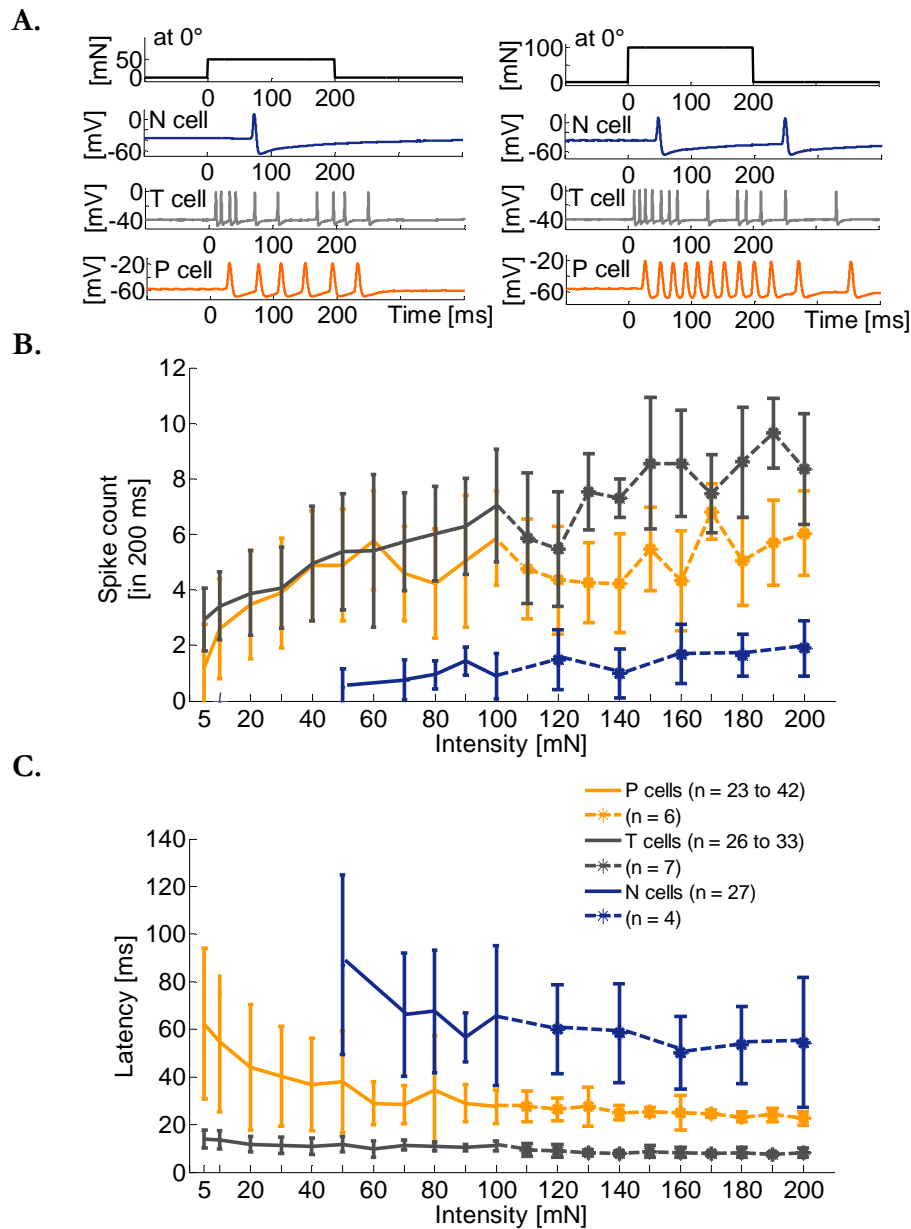 A.
at 0°
[mN]
50
0
0 100 200
N cell
[mV]
0
-60
0 100 200
T cell
[mV]
0
-40
0 100 200
P cell
[mV]
-20
-60
0 100 200 Time [ms]
at 0°
[mN]
100
0
0 100 200
N cell
[mV]
0
-60
0 100 200
T cell
[mV]
0
-40
0 100 200
P cell
[mV]
-20
-60
0 100 200 Time [ms]
B.
Spike count
[in 200 ms]
12
10
8
6
4
2
0
5 20 40 60 80 100 120 140 160 180 200
Intensity [mN]
C.
P cells (n = 23 to 42)
(n = 6)
T cells (n = 26 to 33)
(n = 7)
N cells (n = 27)
(n = 4)
Latency [ms]
140
120
100
80
60
40
20
0
5 20 40 60 80 100 120 140 160 180 200
Intensity [mN]